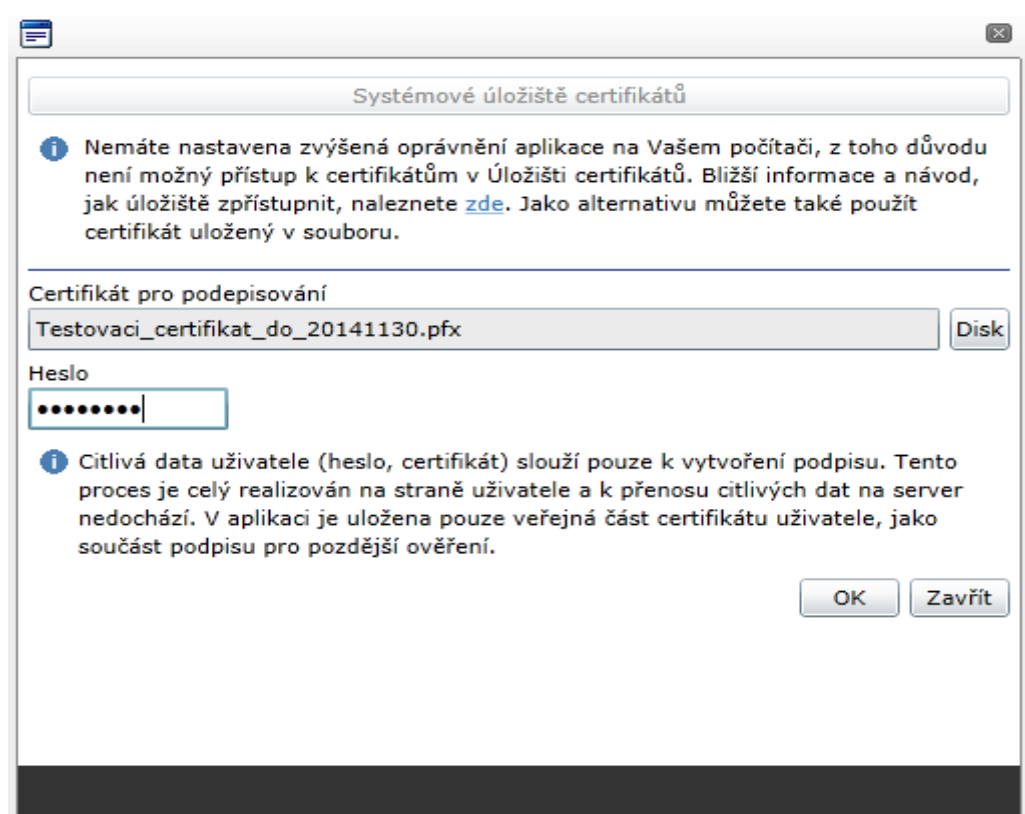 Systémové úložiště certifikátů
Nemáte nastavena zvýšená oprávnění aplikace na Vašem počítači, z toho důvodu
není možný přístup k certifikátům v Úložišti certifikátů. Bližší informace a návod,
jak úložiště zpřístupnit, naleznete zde. Jako alternativu můžete také použít
certifikát uložený v souboru.
Certifikát pro podepisování
Testovaci_certifikat_do_20141130.pfx
Disk
Heslo
••••••••
Citlivá data uživatele (heslo, certifikát) slouží pouze k vytvoření podpisu. Tento
proces je celý realizován na straně uživatele a k přenosu citlivých dat na server
nedochází. V aplikaci je uložena pouze veřejná část certifikátu uživatele, jako
součást podpisu pro pozdější ověření.
OK
Zavřít